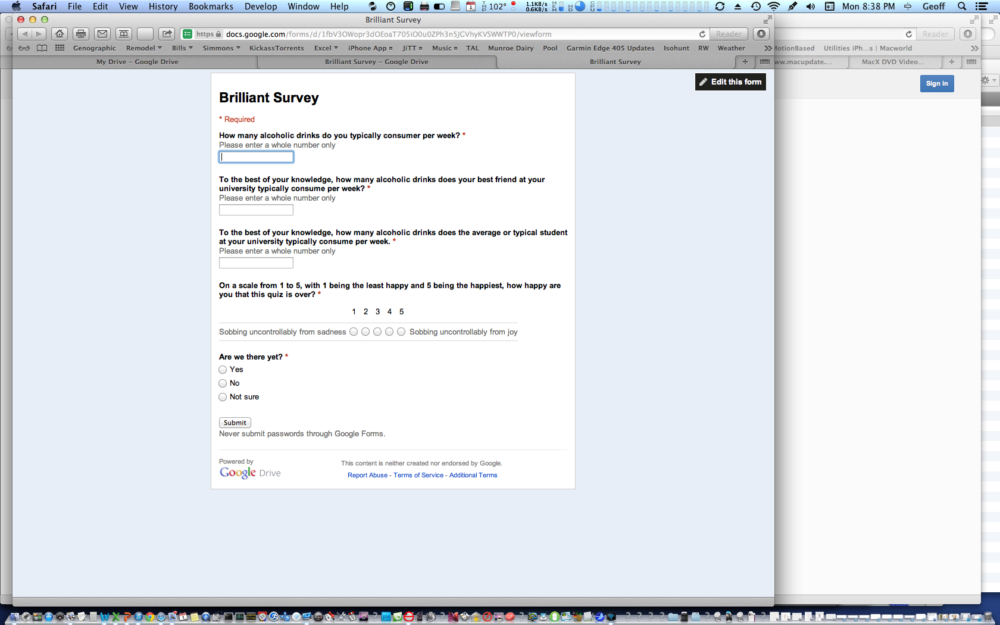 Safari File Edit View History Bookmarks Develop Window Help 102° 1.1KB/s 0.6KB/s Mon 8:38 PM Geoff
Brilliant Survey
https docs.google.com/forms/d/1fbV3OWopr3dOEoaT705iO0u0ZPh3n5JGVhyKVSWWTP0/viewform Reader Reader
Genographic Remodel Bills Simmons KickassTorrents Excel iPhone App JiTT Music TAL Munroe Dairy Pool Garmin Edge 405 Updates Isohunt RW Weather MotionBased Utilities iPh...s | Macworld
My Drive – Google Drive Brilliant Survey – Google Drive Brilliant Survey ww.macupdate.... MacX DVD Video...
Edit this form
Sign in
Brilliant Survey
* Required
How many alcoholic drinks do you typically consumer per week? *
Please enter a whole number only
To the best of your knowledge, how many alcoholic drinks does your best friend at your
university typically consume per week? *
Please enter a whole number only
To the best of your knowledge, how many alcoholic drinks does the average or typical student
at your university typically consume per week. *
Please enter a whole number only
On a scale from 1 to 5, with 1 being the least happy and 5 being the happiest, how happy are
you that this quiz is over? *
1 2 3 4 5
Sobbing uncontrollably from sadness Sobbing uncontrollably from joy
Are we there yet? *
Yes
No
Not sure
Submit
Never submit passwords through Google Forms.
Powered by
Google Drive
This content is neither created nor endorsed by Google.
Report Abuse - Terms of Service - Additional Terms